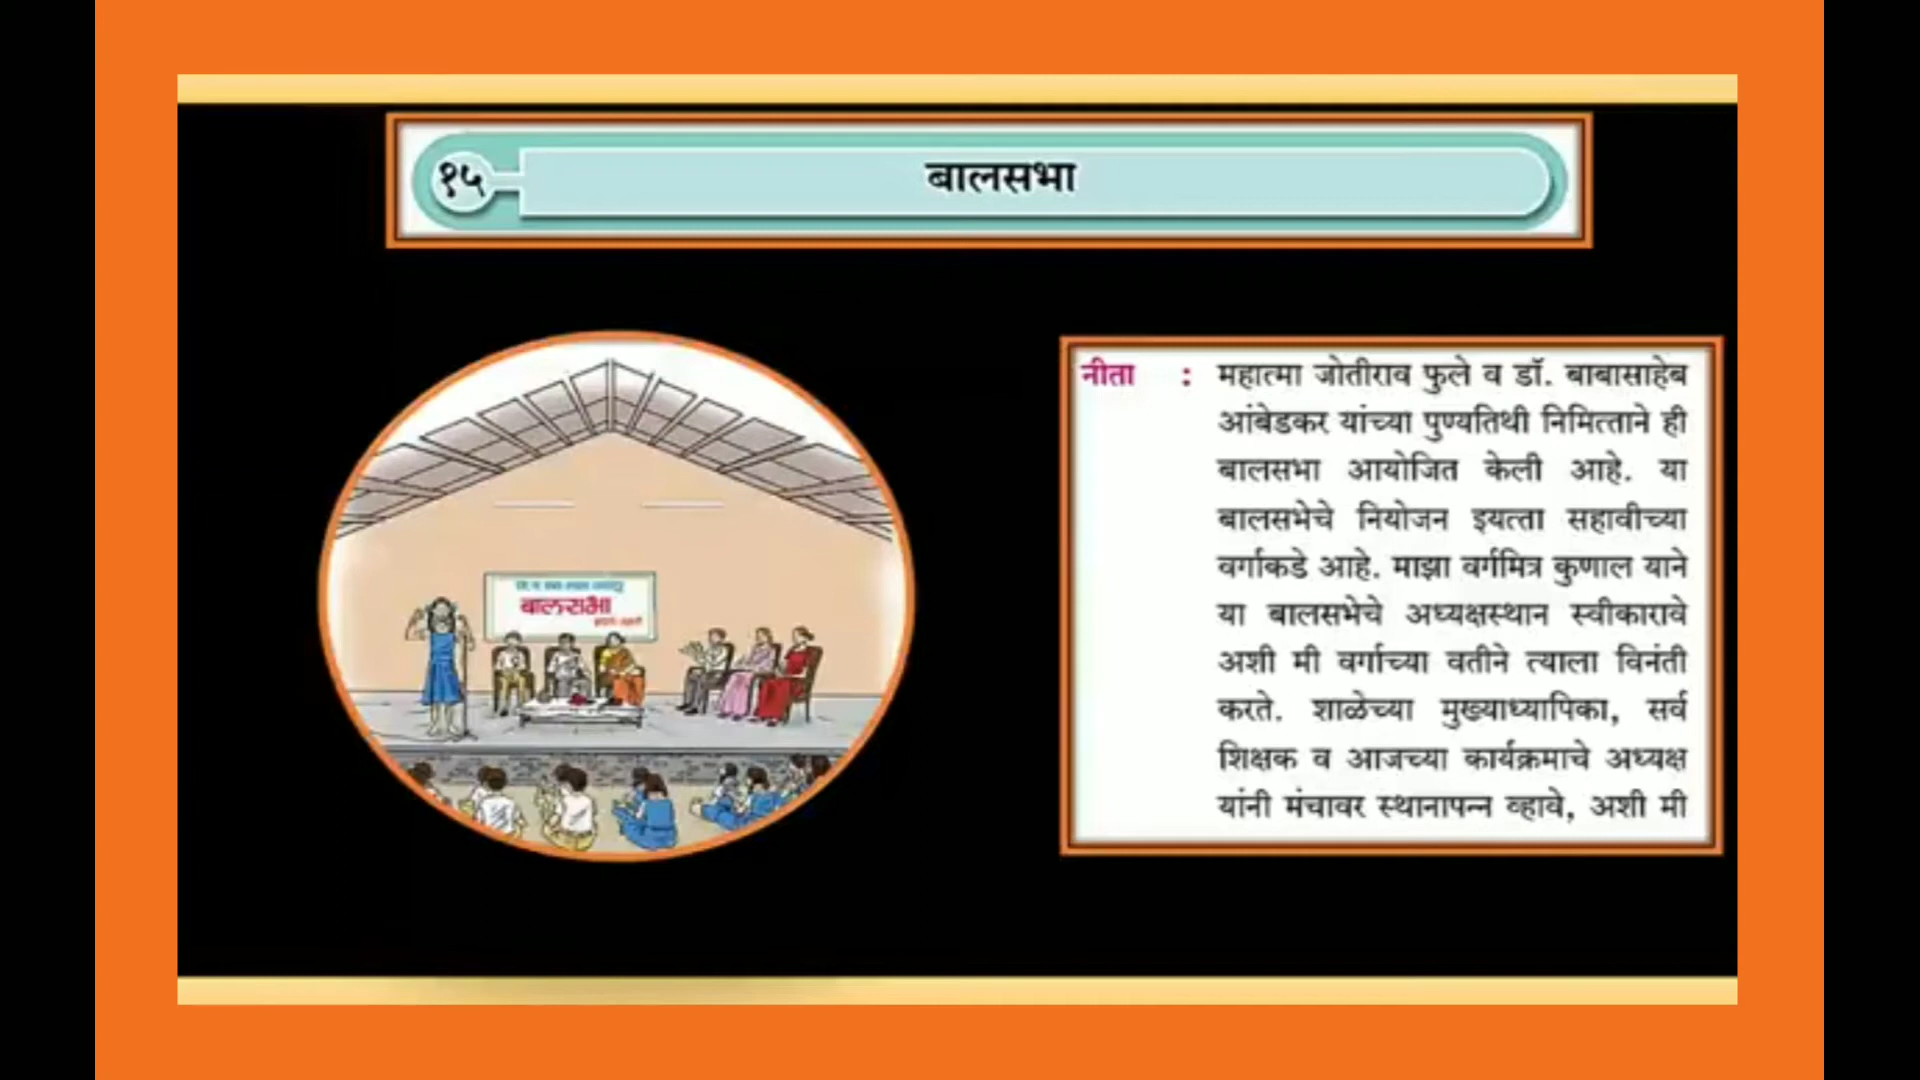 १५ बालसभा
बालसभा
नीता : महात्मा जोतीराव फुले व डॉ. बाबासाहेब
आंबेडकर यांच्या पुण्यतिथी निमित्ताने ही
बालसभा आयोजित केली आहे. या
बालसभेचे नियोजन इयत्ता सहावीच्या
वर्गाकडे आहे. माझा वर्गमित्र कुणाल याने
या बालसभेचे अध्यक्षस्थान स्वीकारावे
अशी मी वर्गाच्या वतीने त्याला विनंती
करते. शाळेच्या मुख्याध्यापिका, सर्व
शिक्षक व आजच्या कार्यक्रमाचे अध्यक्ष
यांनी मंचावर स्थानापन्न व्हावे, अशी मी